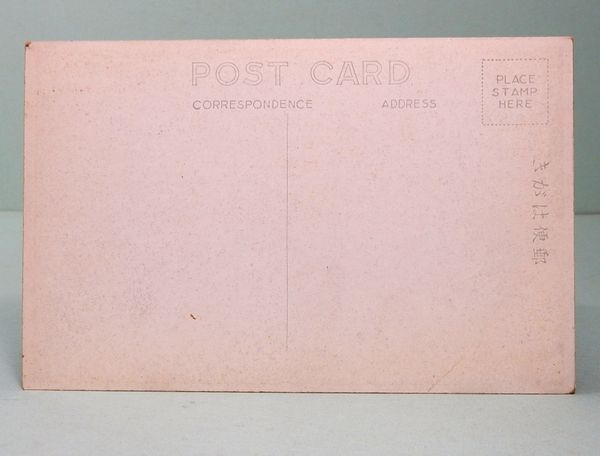 POST CARD
CORRESPONDENCE
ADDRESS
PLACE
STAMP
HERE
郵便はがき